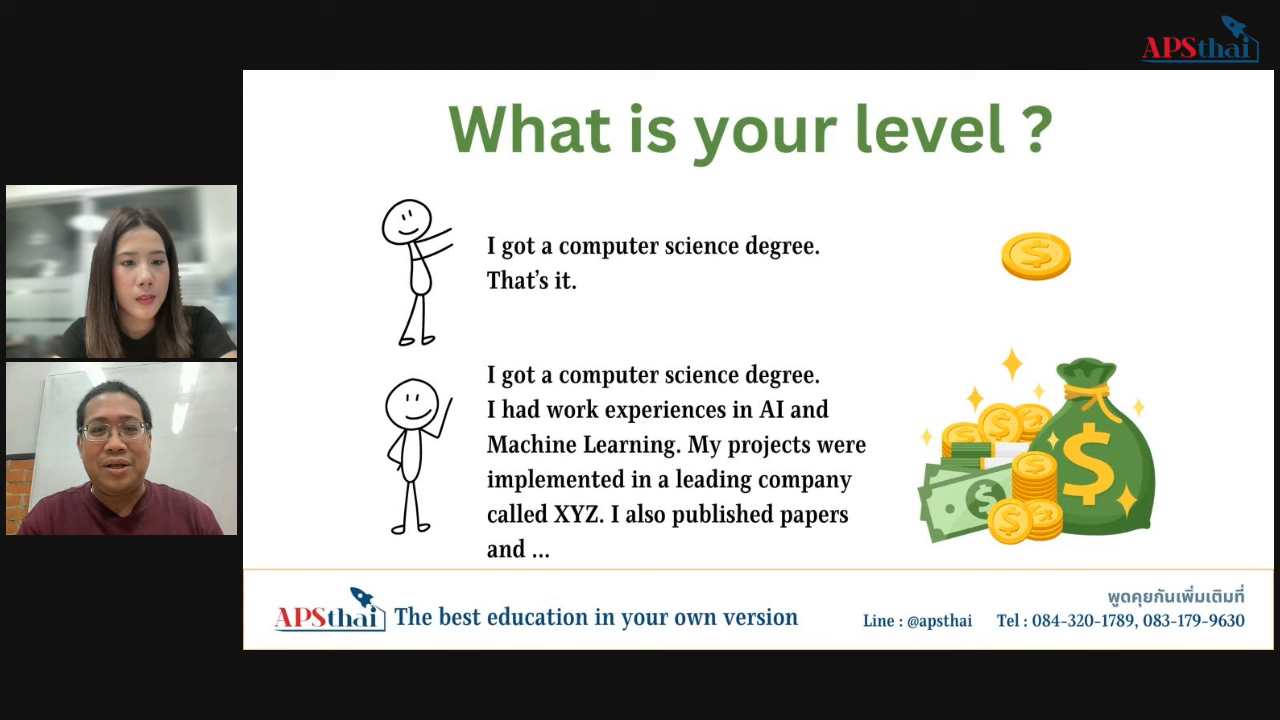 APSthai
What is your level ?
I got a computer science degree.
That's it.
I got a computer science degree.
I had work experiences in AI and
Machine Learning. My projects were
implemented in a leading company
called XYZ. I also published papers
and ...
APSthai The best education in your own version
พูดคุยกันเพิ่มเติมที่
Line : @apsthai Tel : 084-320-1789, 083-179-9630